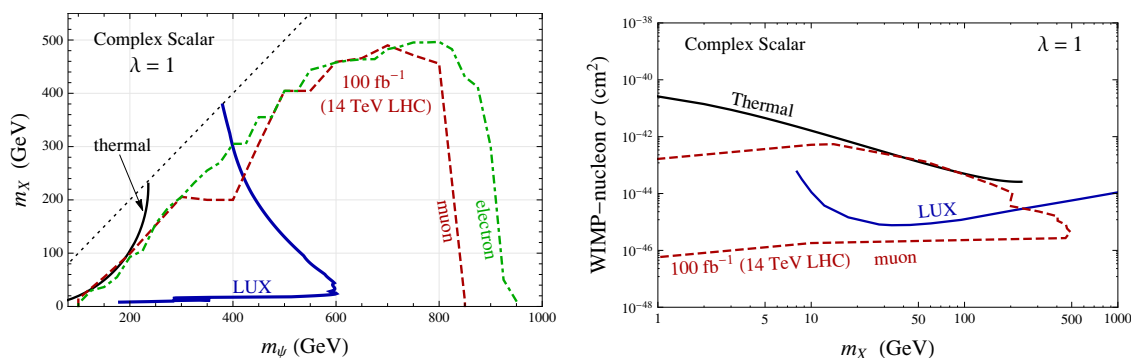 Complex Scalar
λ = 1
thermal
100 fb⁻¹
(14 TeV LHC)
muon
electron
LUX
500
400
300
200
100
0
200
400
600
800
1000
m_X (GeV)
m_ψ (GeV)
Complex Scalar
λ = 1
Thermal
LUX
100 fb⁻¹ (14 TeV LHC) muon
10⁻³⁸
10⁻⁴⁰
10⁻⁴²
10⁻⁴⁴
10⁻⁴⁶
10⁻⁴⁸
1
5
10
50
100
500
1000
WIMP-nucleon σ (cm²)
m_X (GeV)